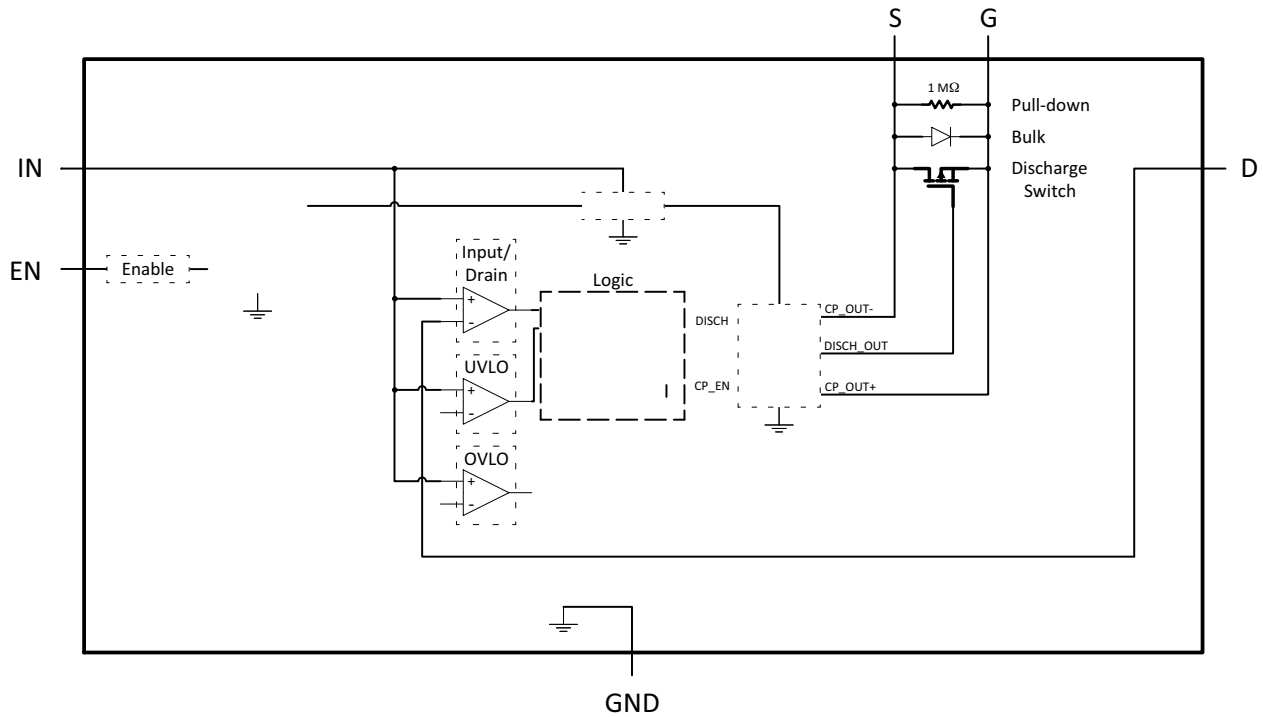 S
G
1 MΩ
Pull-down
Bulk
Discharge
Switch
IN
D
EN
Enable
Input/
Drain
+
-
Logic
DISCH
CP_EN
CP_OUT-
DISCH_OUT
CP_OUT+
UVLO
+
-
OVLO
+
-
GND